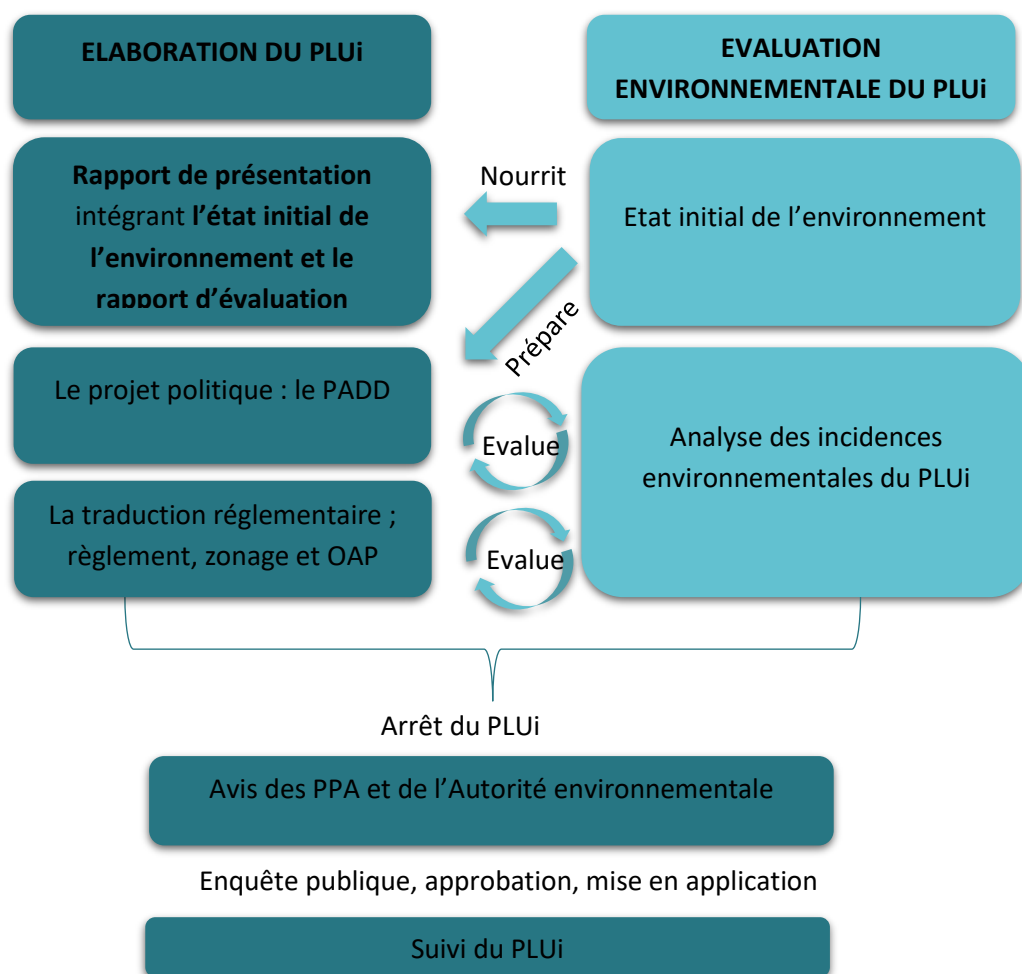 ELABORATION DU PLUi
EVALUATION
ENVIRONNEMENTALE DU PLUi
Rapport de présentation
intégrant l’état initial de
l’environnement et le
rapport d’évaluation
Nourrit
Etat initial de l’environnement
Prépare
Le projet politique : le PADD
Evalue
Analyse des incidences
environnementales du PLUi
La traduction réglementaire ;
règlement, zonage et OAP
Evalue
Arrêt du PLUi
Avis des PPA et de l’Autorité environnementale
Enquête publique, approbation, mise en application
Suivi du PLUi